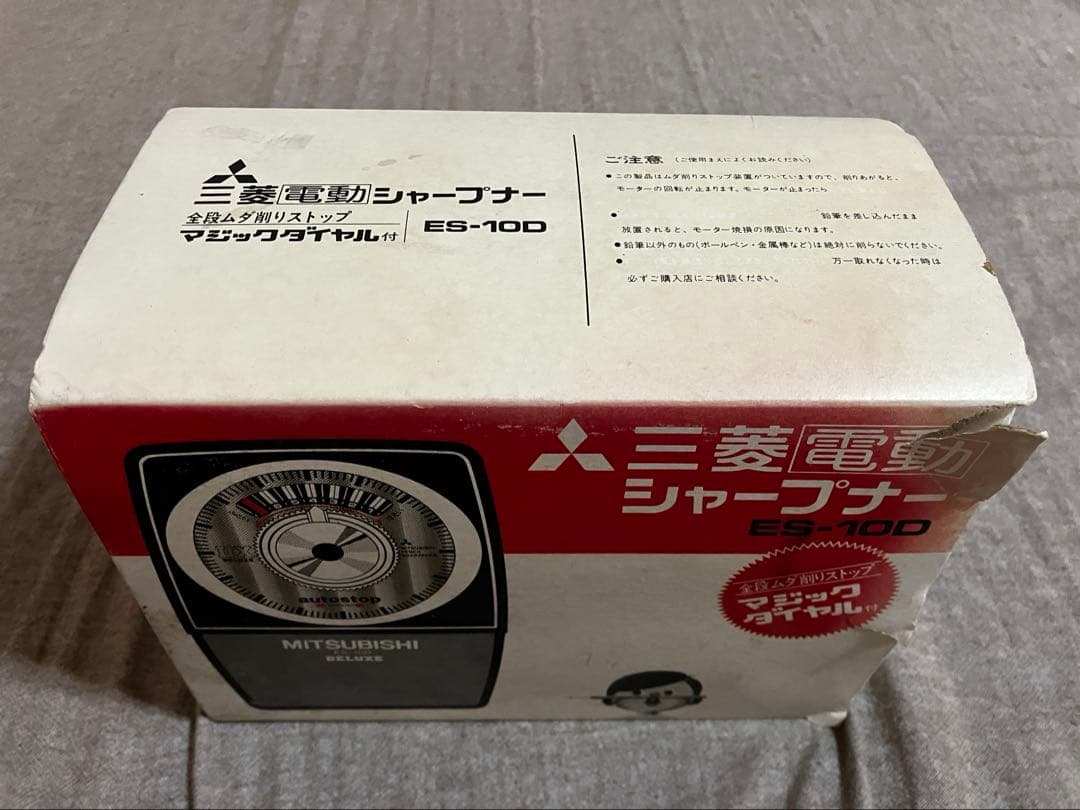 三菱電動シャープナー
全段ムダ削りストップ
マジックダイヤル付
ES-10D
ご注意 (ご使用まえによくお読みください)
●この製品はムダ削りストップ装置がついていますので、削りあがると、
モーターの回転が止まります。モーターが止まったら
● 鉛筆を差し込んだまま
放置されると、モーター焼損の原因になります。
●鉛筆以外のもの(ボールペン・金属棒など)は絶対に削らないでください。
● 万一取れなくなった時は
必ずご購入店にご相談ください。
三菱電動
シャープナー
ES-10D
全段ムダ削りストップ
マジック
ダイヤル付
autostop
MITSUBISHI
ES-10D
DELUXE